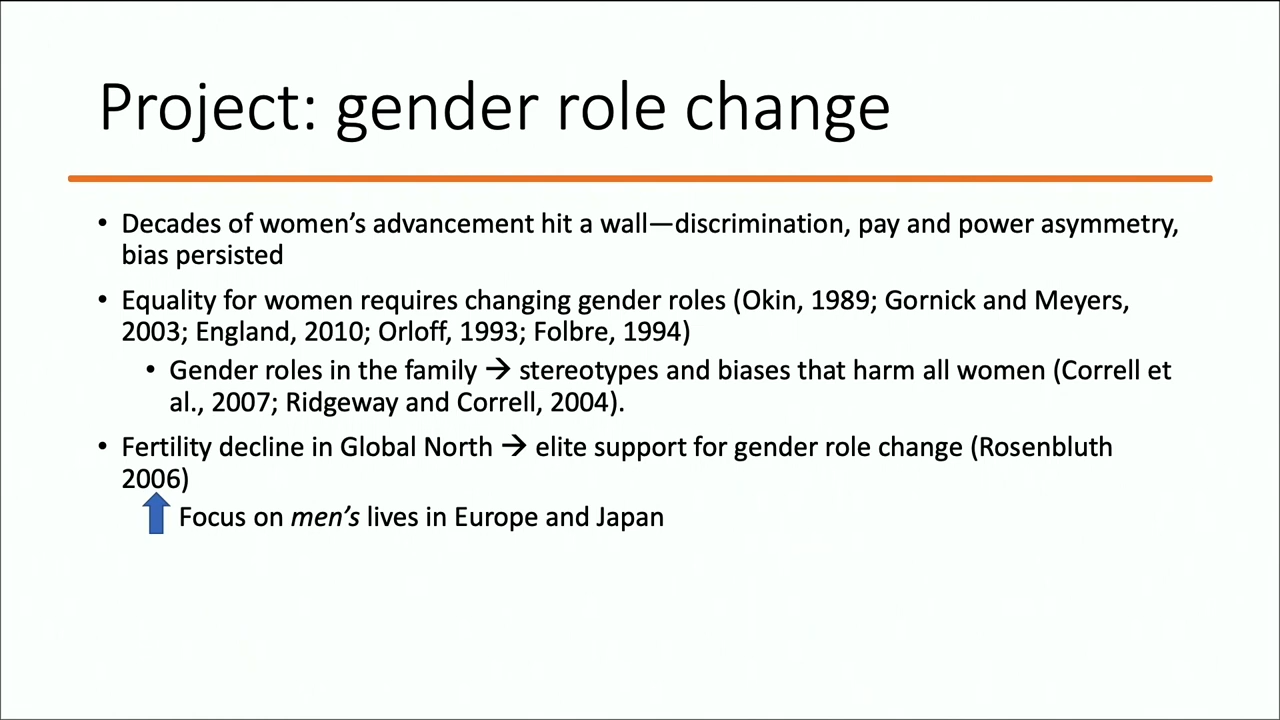 Project: gender role change
• Decades of women’s advancement hit a wall—discrimination, pay and power asymmetry,
bias persisted
• Equality for women requires changing gender roles (Okin, 1989; Gornick and Meyers,
2003; England, 2010; Orloff, 1993; Folbre, 1994)
• Gender roles in the family → stereotypes and biases that harm all women (Correll et
al., 2007; Ridgeway and Correll, 2004).
• Fertility decline in Global North → elite support for gender role change (Rosenbluth
2006)
Focus on men’s lives in Europe and Japan